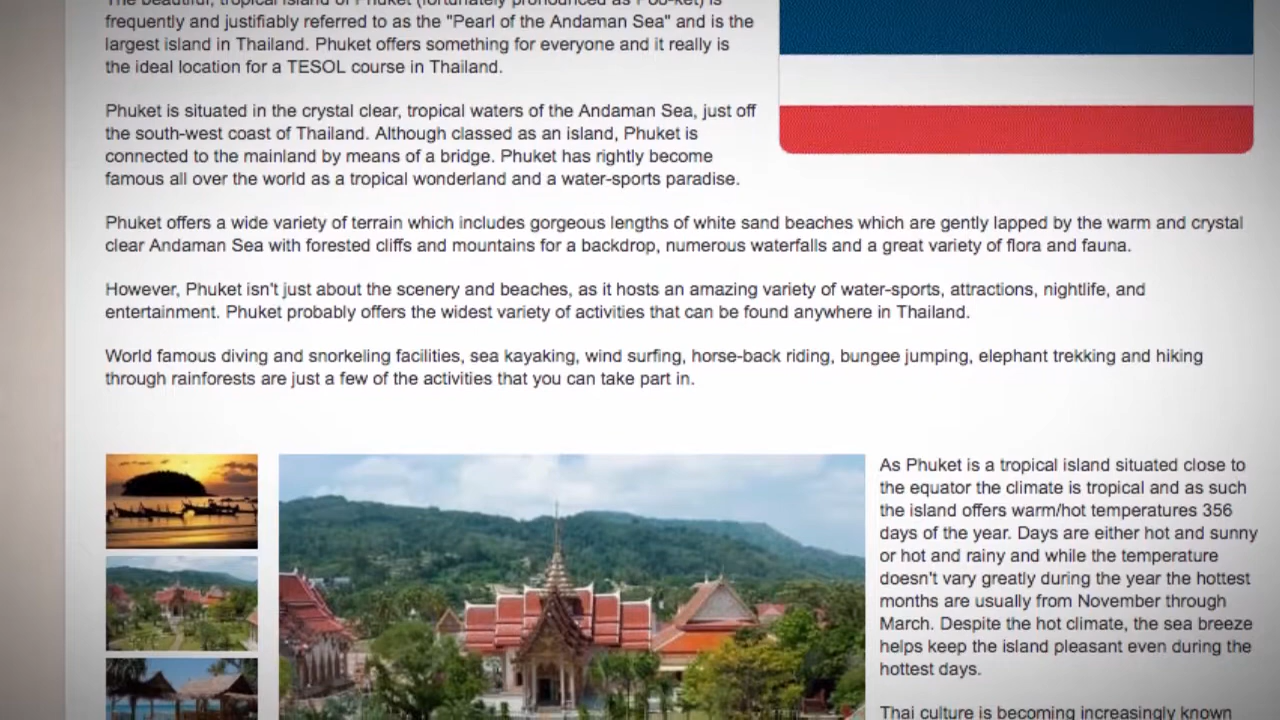 The beautiful, tropical island of Phuket (fortunately pronounced as Poo-ket) is
frequently and justifiably referred to as the "Pearl of the Andaman Sea" and is the
largest island in Thailand. Phuket offers something for everyone and it really is
the ideal location for a TESOL course in Thailand.
Phuket is situated in the crystal clear, tropical waters of the Andaman Sea, just off
the south-west coast of Thailand. Although classed as an island, Phuket is
connected to the mainland by means of a bridge. Phuket has rightly become
famous all over the world as a tropical wonderland and a water-sports paradise.
Phuket offers a wide variety of terrain which includes gorgeous lengths of white sand beaches which are gently lapped by the warm and crystal
clear Andaman Sea with forested cliffs and mountains for a backdrop, numerous waterfalls and a great variety of flora and fauna.
However, Phuket isn't just about the scenery and beaches, as it hosts an amazing variety of water-sports, attractions, nightlife, and
entertainment. Phuket probably offers the widest variety of activities that can be found anywhere in Thailand.
World famous diving and snorkeling facilities, sea kayaking, wind surfing, horse-back riding, bungee jumping, elephant trekking and hiking
through rainforests are just a few of the activities that you can take part in.
As Phuket is a tropical island situated close to
the equator the climate is tropical and as such
the island offers warm/hot temperatures 356
days of the year. Days are either hot and sunny
or hot and rainy and while the temperature
doesn't vary greatly during the year the hottest
months are usually from November through
March. Despite the hot climate, the sea breeze
helps keep the island pleasant even during the
hottest days.
Thai culture is becoming increasingly known